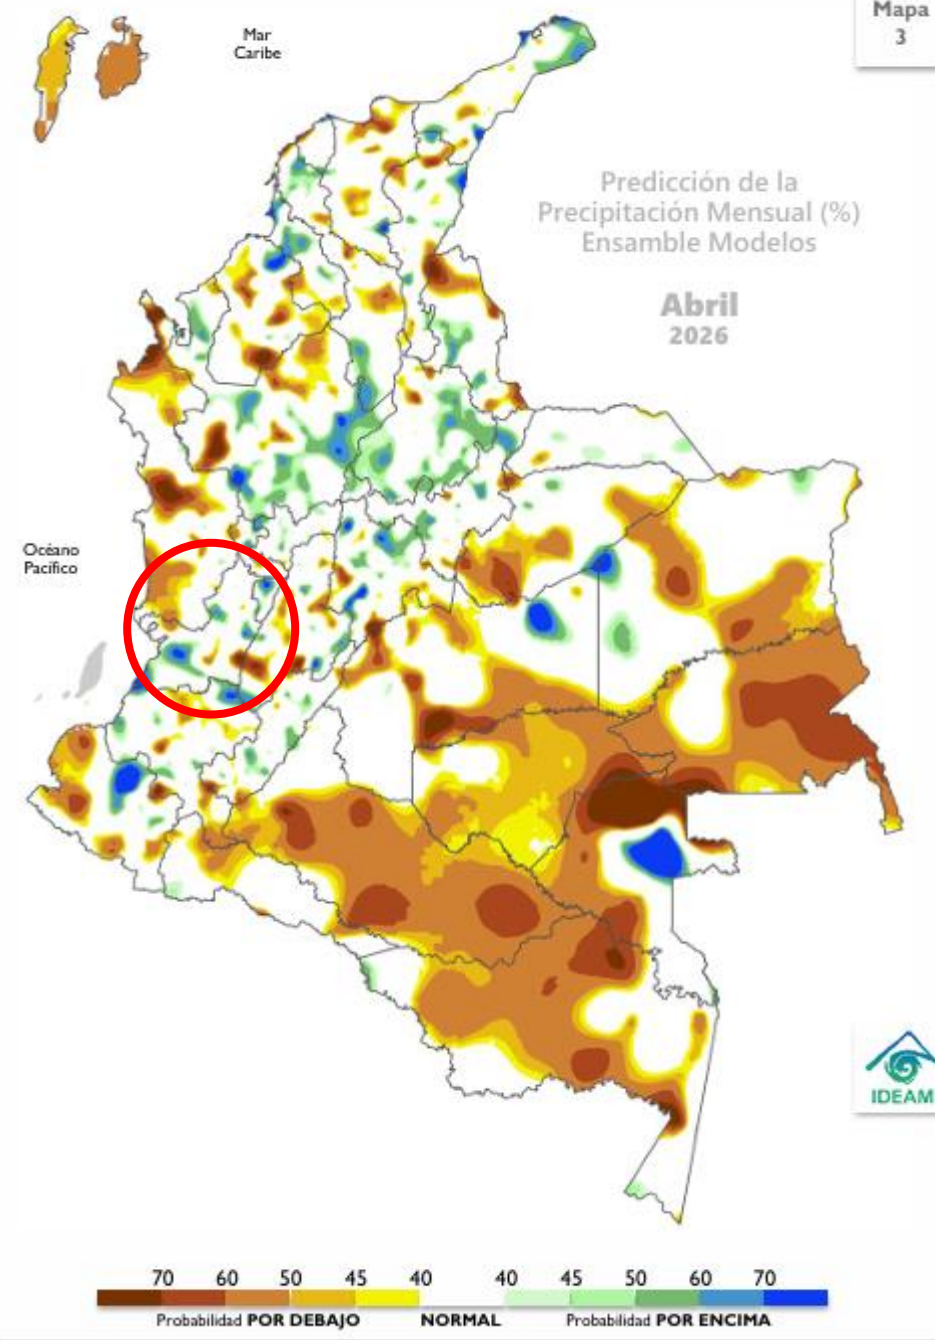 Mapa
3
Mar
Caribe
Predicción de la
Precipitación Mensual (%)
Ensamble Modelos
Abril
2026
Océano
Pacífico
IDEAM
70 60 50 45 40 40 45 50 60 70
Probabilidad POR DEBAJO NORMAL Probabilidad POR ENCIMA